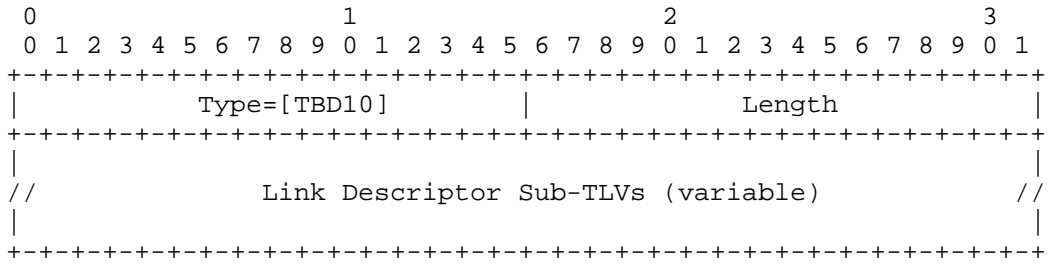 0                   1                   2                   3
 0 1 2 3 4 5 6 7 8 9 0 1 2 3 4 5 6 7 8 9 0 1 2 3 4 5 6 7 8 9 0 1
+-+-+-+-+-+-+-+-+-+-+-+-+-+-+-+-+-+-+-+-+-+-+-+-+-+-+-+-+-+-+-+-+
|           Type=[TBD10]        |             Length            |
+-+-+-+-+-+-+-+-+-+-+-+-+-+-+-+-+-+-+-+-+-+-+-+-+-+-+-+-+-+-+-+-+
|                                                               |
//              Link Descriptor Sub-TLVs (variable)            //
|                                                               |
+-+-+-+-+-+-+-+-+-+-+-+-+-+-+-+-+-+-+-+-+-+-+-+-+-+-+-+-+-+-+-+-+